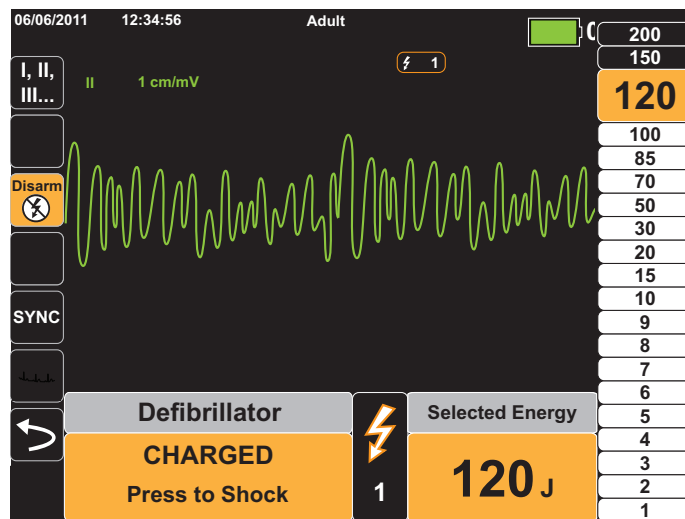 06/06/2011 12:34:56 Adult
200
150
120
100
85
70
50
30
20
15
10
9
8
7
6
5
4
3
2
1
1
I, II,
III...
II 1 cm/mV
Disarm
SYNC
Defibrillator
CHARGED
Press to Shock
1
Selected Energy
120 J